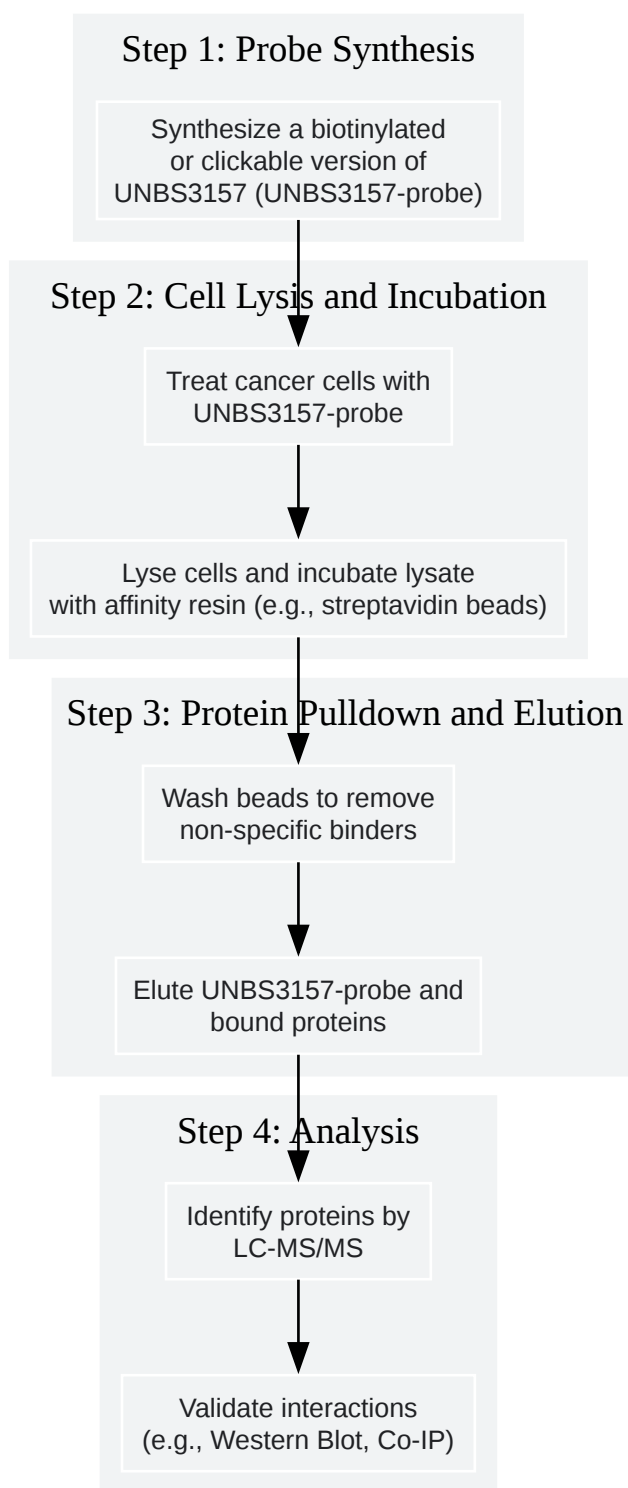 Step 1: Probe Synthesis
Synthesize a biotinylated
or clickable version of
UNBS3157 (UNBS3157-probe)
Step 2: Cell Lysis and Incubation
Treat cancer cells with
UNBS3157-probe
Lyse cells and incubate lysate
with affinity resin (e.g., streptavidin beads)
Step 3: Protein Pulldown and Elution
Wash beads to remove
non-specific binders
Elute UNBS3157-probe and
bound proteins
Step 4: Analysis
Identify proteins by
LC-MS/MS
Validate interactions
(e.g., Western Blot, Co-IP)